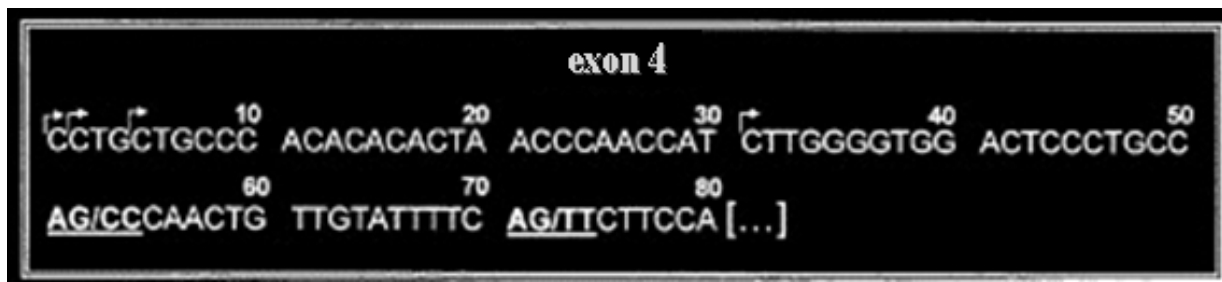 exon 4
10 20 30 40 50
CCTGCTGCCC ACACACACTA ACCCAACCAT CTTGGGGTGG ACTCCCTGCC
60 70 80
AG/CCCAACTG TTGTATTTTC AG/TTCTTCCA [...]